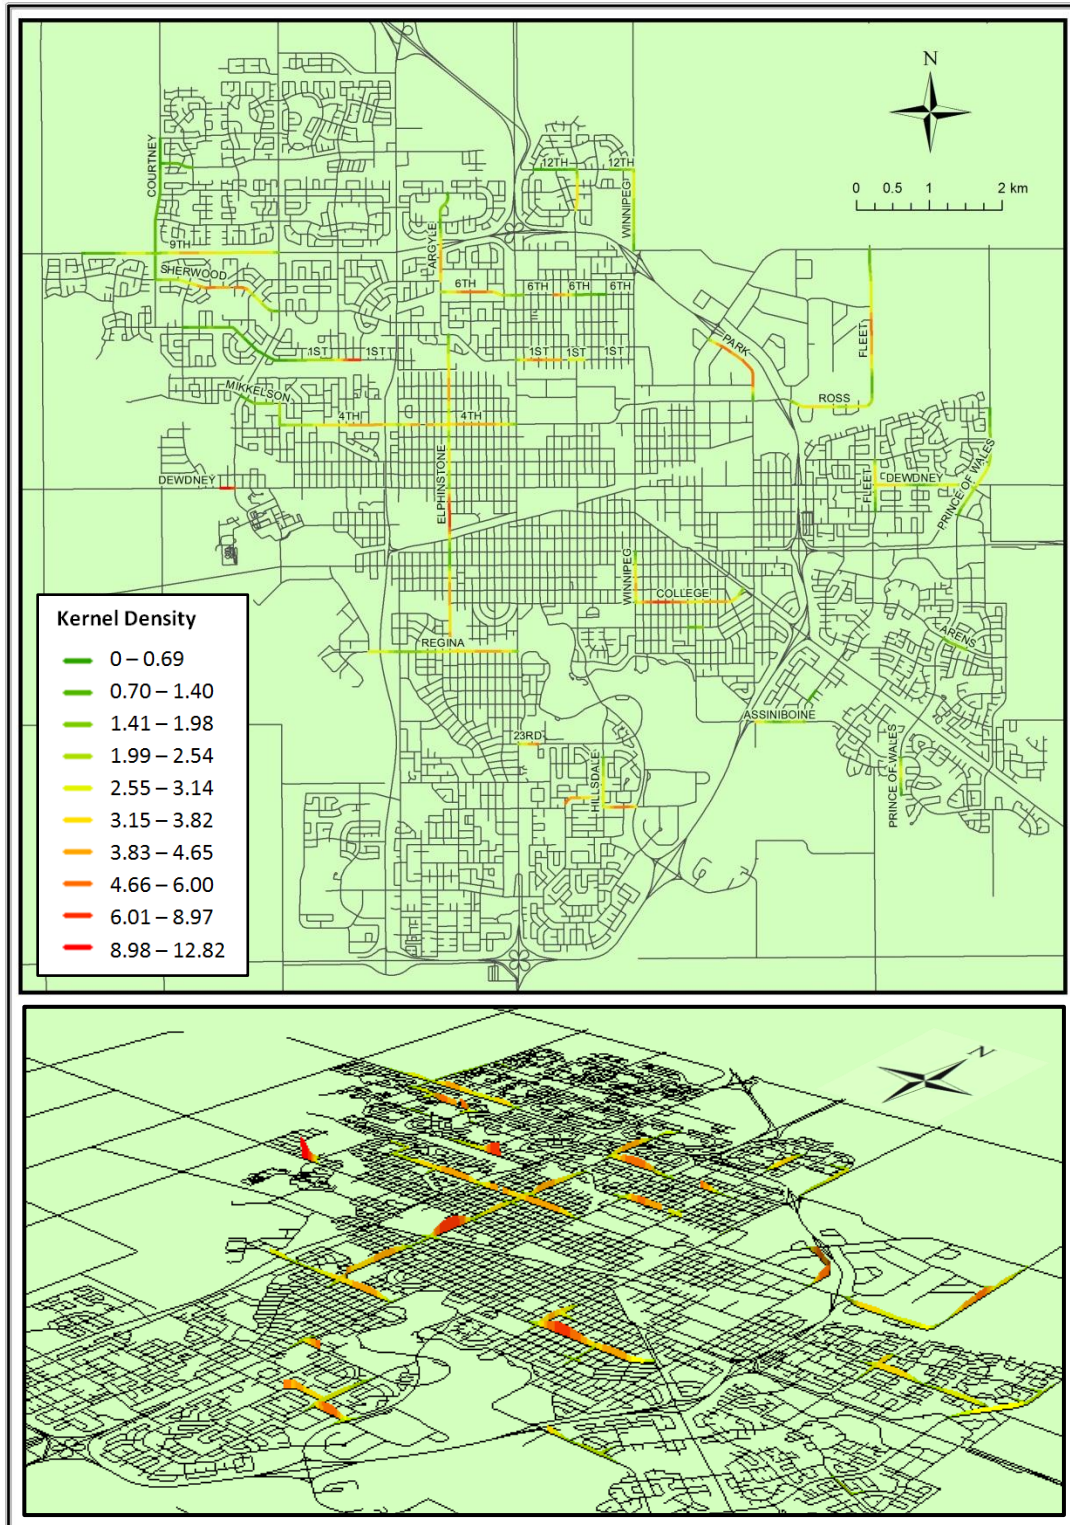 N
0 0.5 1 2 km
COURTNEY
12TH
12TH
WINNIPEG
ARGYLE
9TH
SHERWOOD
6TH
6TH
6TH
6TH
FLEET
PARK
1ST
1ST
1ST
1ST
1ST
MIKKELSON
ROSS
4TH
4TH
ELPHINSTONE
DEWDNEY
FLEET
DEWDNEY
PRINCE OF WALES
WINNIPEG
COLLEGE
ARENS
REGINA
ASSINIBOINE
23RD
HILLSDALE
PRINCE OF WALES
Kernel Density
0 – 0.69
0.70 – 1.40
1.41 – 1.98
1.99 – 2.54
2.55 – 3.14
3.15 – 3.82
3.83 – 4.65
4.66 – 6.00
6.01 – 8.97
8.98 – 12.82
N